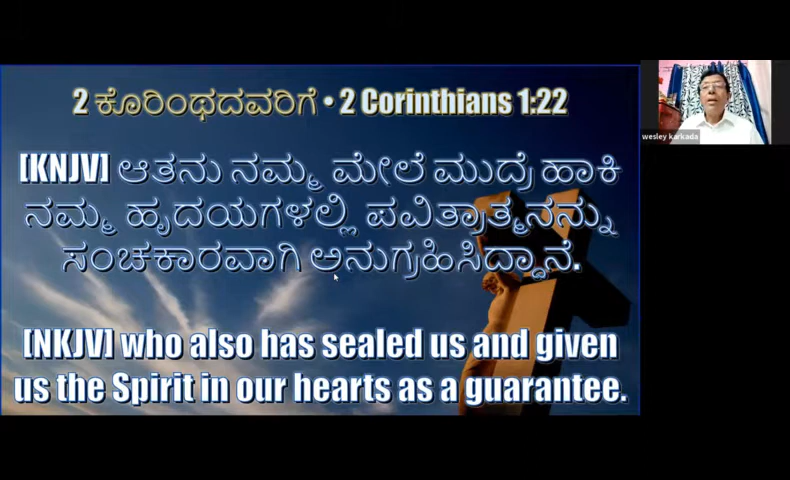 2 ಕೊರಿಂಥದವರಿಗೆ • 2 Corinthians 1:22
wesley karkada
[KNJV] ಆತನು ನಮ್ಮ ಮೇಲೆ ಮುದ್ರೆ ಹಾಕಿ
ನಮ್ಮ ಹೃದಯಗಳಲ್ಲಿ ಪವಿತ್ರಾತ್ಮನನ್ನು
ಸಂಚಕಾರವಾಗಿ ಅನುಗ್ರಹಿಸಿದ್ದಾನೆ.
[NKJV] who also has sealed us and given
us the Spirit in our hearts as a guarantee.